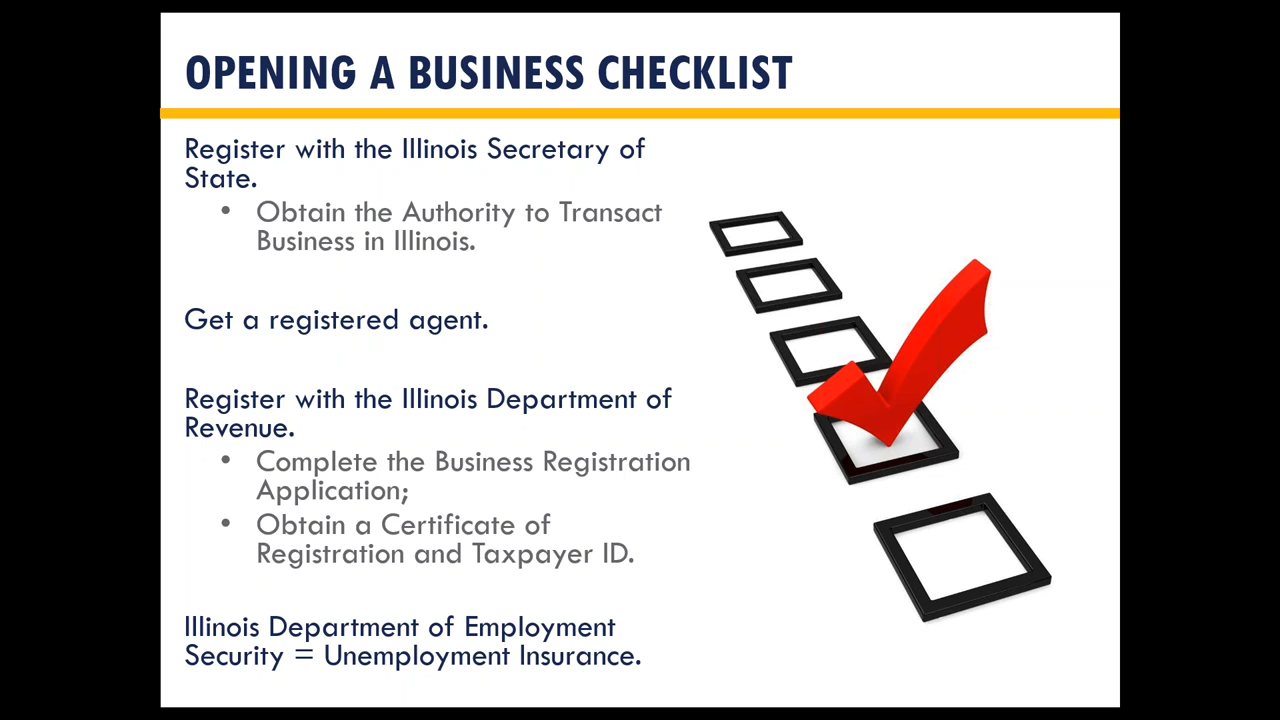 OPENING A BUSINESS CHECKLIST
Register with the Illinois Secretary of
State.
• Obtain the Authority to Transact
Business in Illinois.
Get a registered agent.
Register with the Illinois Department of
Revenue.
• Complete the Business Registration
Application;
• Obtain a Certificate of
Registration and Taxpayer ID.
Illinois Department of Employment
Security = Unemployment Insurance.